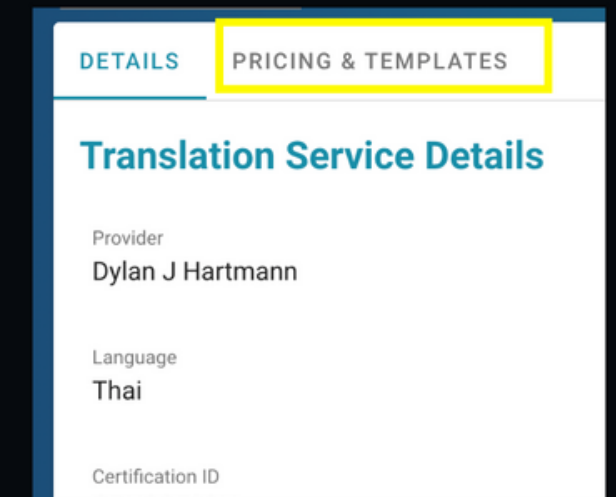 DETAILS PRICING & TEMPLATES
Translation Service Details
Provider
Dylan J Hartmann
Language
Thai
Certification ID